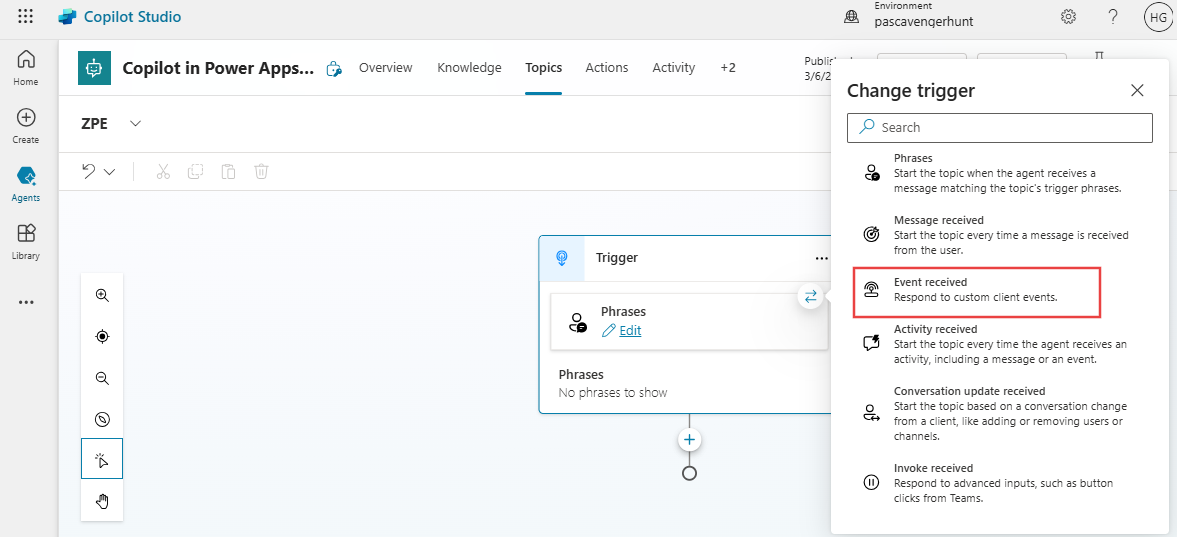 Copilot Studio
Environment
pascavengerhunt
HG
Home
Create
Agents
Library
Copilot in Power Apps...
Overview
Knowledge
Topics
Actions
Activity
+2
3/6/2
ZPE
Trigger
Phrases
Edit
Phrases
No phrases to show
Change trigger
Search
Phrases
Start the topic when the agent receives a
message matching the topic's trigger phrases.
Message received
Start the topic every time a message is received
from the user.
Event received
Respond to custom client events.
Activity received
Start the topic every time the agent receives an
activity, including a message or an event.
Conversation update received
Start the topic based on a conversation change
from a client, like adding or removing users or
channels.
Invoke received
Respond to advanced inputs, such as button
clicks from Teams.